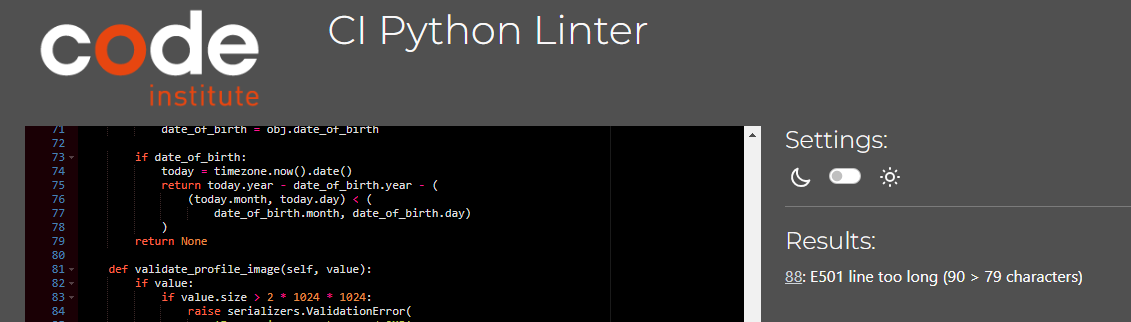 code
institute
CI Python Linter
71 date_of_birth = obj.date_of_birth
72
73 if date_of_birth:
74 today = timezone.now().date()
75 return today.year - date_of_birth.year - (
76 (today.month, today.day) < (
77 date_of_birth.month, date_of_birth.day)
78 )
79 return None
80
81 def validate_profile_image(self, value):
82 if value:
83 if value.size > 2 * 1024 * 1024:
84 raise serializers.ValidationError(
Settings:
Results:
88: E501 line too long (90 > 79 characters)